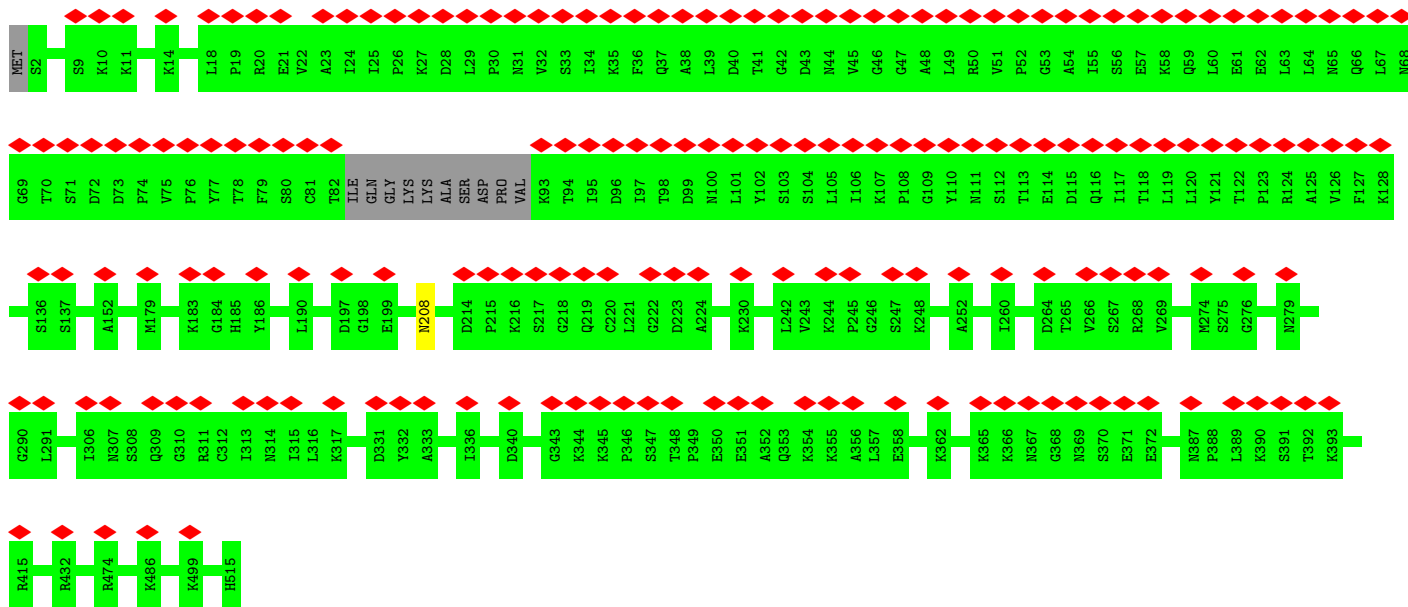 MET S2 S9 K10 K11 K14 L18 P19 R20 E21 V22 A23 I24 I25 P26 K27 D28 L29 P30 N31 V32 S33 I34 K35 F36 Q37 A38 L39 D40 T41 G42 D43 N44 V45 G46 G47 A48 L49 R50 V51 P52 G53 A54 I55 S56 E57 K58 Q59 L60 E61 E62 L63 L64 N65 Q66 L67 N68
G69 T70 S71 D72 D73 P74 V75 P76 Y77 T78 F79 S80 C81 T82 ILE GLN GLY LYS LYS ALA SER ASP PRO VAL K93 T94 I95 D96 I97 T98 D99 N100 L101 Y102 S103 S104 L105 I106 K107 P108 G109 Y110 N111 S112 T113 E114 D115 Q116 I117 T118 L119 L120 Y121 T122 P123 R124 A125 V126 F127 K128
S136 S137 A152 M179 K183 G184 H185 Y186 L190 D197 G198 E199 N208 D214 P215 K216 S217 G218 Q219 C220 L221 G222 D223 A224 K230 L242 V243 K244 P245 G246 S247 K248 A252 I260 D264 T265 V266 S267 R268 V269 M274 S275 G276 N279
G290 L291 I306 N307 S308 Q309 G310 R311 C312 I313 N314 I315 L316 K317 D331 Y332 A333 I336 D340 G343 K344 K345 P346 S347 T348 P349 E350 E351 A352 Q353 K354 K355 A356 L357 E358 K362 K365 K366 N367 G368 N369 S370 E371 E372 N387 P388 L389 K390 S391 T392 K393
R415 R432 R474 K486 K499 H515